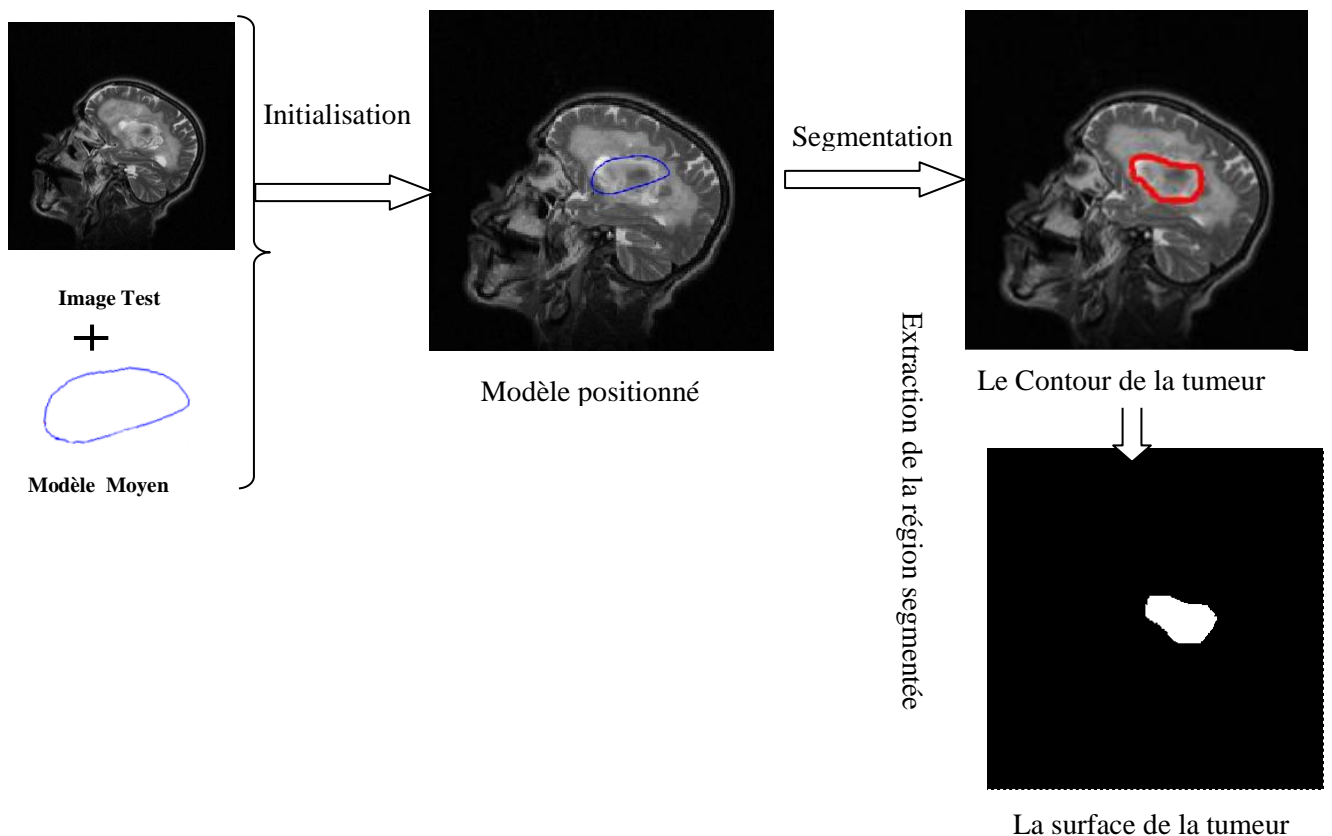 Initialisation
Segmentation
Image Test
+
Modèle Moyen
Modèle positionné
Le Contour de la tumeur
Extraction de la région segmentée
La surface de la tumeur